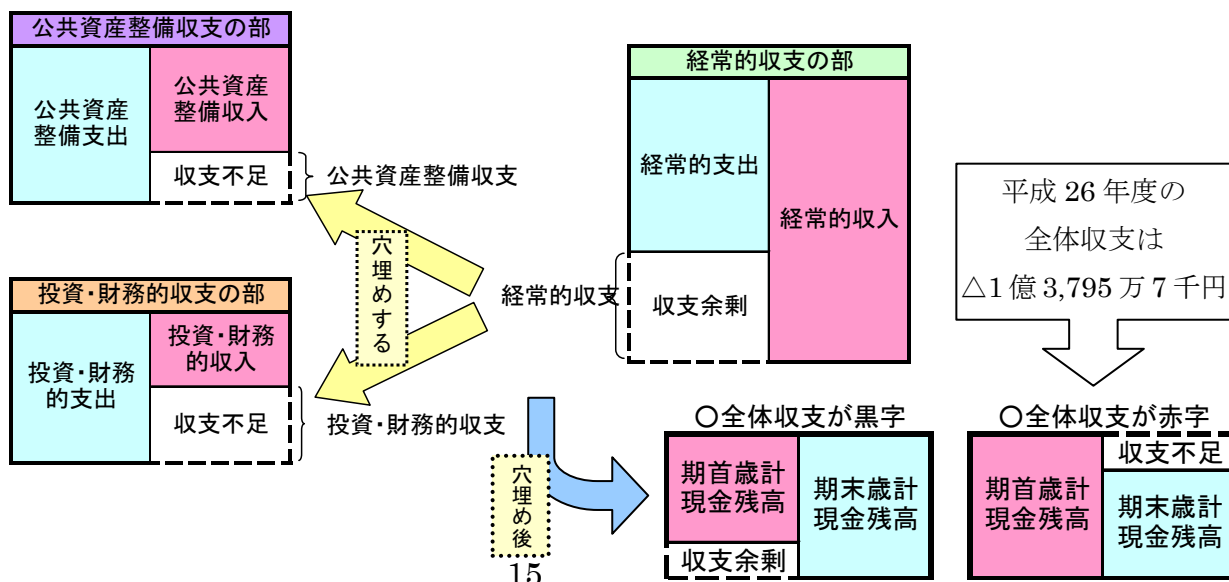 公共資産整備収支の部
公共資産
整備支出
公共資産
整備収入
収支不足
公共資産整備収支
投資・財務的収支の部
投資・財務
的支出
投資・財務
的収入
収支不足
投資・財務的収支
穴埋めする
経常的収支の部
経常的支出
経常的収入
収支余剰
経常的収支
平成 26 年度の
全体収支は
△1 億 3,795 万 7 千円
穴埋め後
○全体収支が黒字
期首歳計
現金残高
収支余剰
期末歳計
現金残高
○全体収支が赤字
期首歳計
現金残高
収支不足
期末歳計
現金残高
15